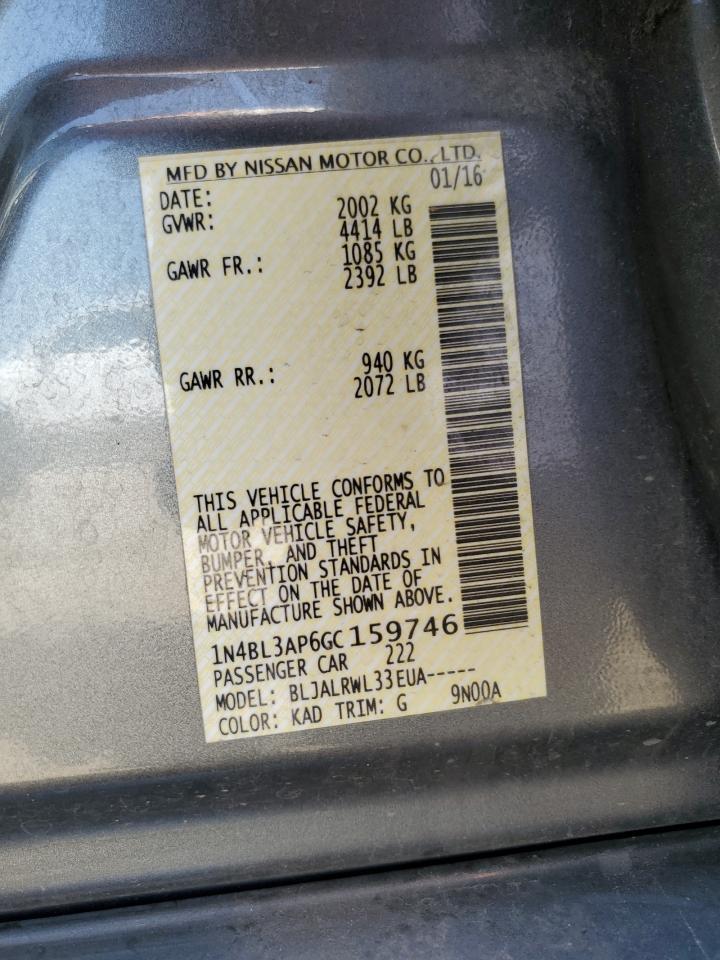 MFD BY NISSAN MOTOR CO., LTD.
DATE: 01/16
GVWR: 2002 KG
4414 LB
GAWR FR.: 1085 KG
2392 LB
GAWR RR.: 940 KG
2072 LB
THIS VEHICLE CONFORMS TO
ALL APPLICABLE FEDERAL
MOTOR VEHICLE SAFETY,
BUMPER, AND THEFT
PREVENTION STANDARDS IN
EFFECT ON THE DATE OF
MANUFACTURE SHOWN ABOVE.
1N4BL3AP6GC159746
PASSENGER CAR 222
MODEL: BLJALRWL33EUA-----
COLOR: KAD TRIM: G 9N00A